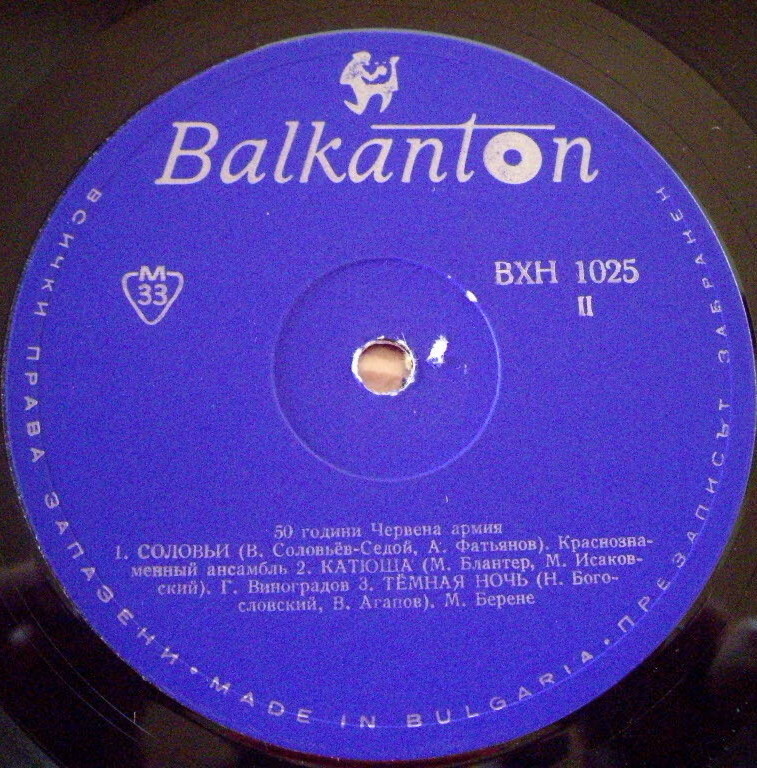 Balkanton
М
33
ВХН 1025
II
50 години Червена армия
1. СОЛОВЬИ (В. Соловьёв-Седой, А. Фатьянов). Краснозна-
менный ансамбль 2. КАТЮША (М. Блантер, М. Исаков-
ский). Г. Виноградов 3. ТЁМНАЯ НОЧЬ (Н. Бого-
словский, В. Агапов). М. Берене
ВСИЧКИ ПРАВА ЗАПАЗЕНИ • MADE IN BULGARIA • ПРЕЗАПИСЪТ ЗАБРАНЕН